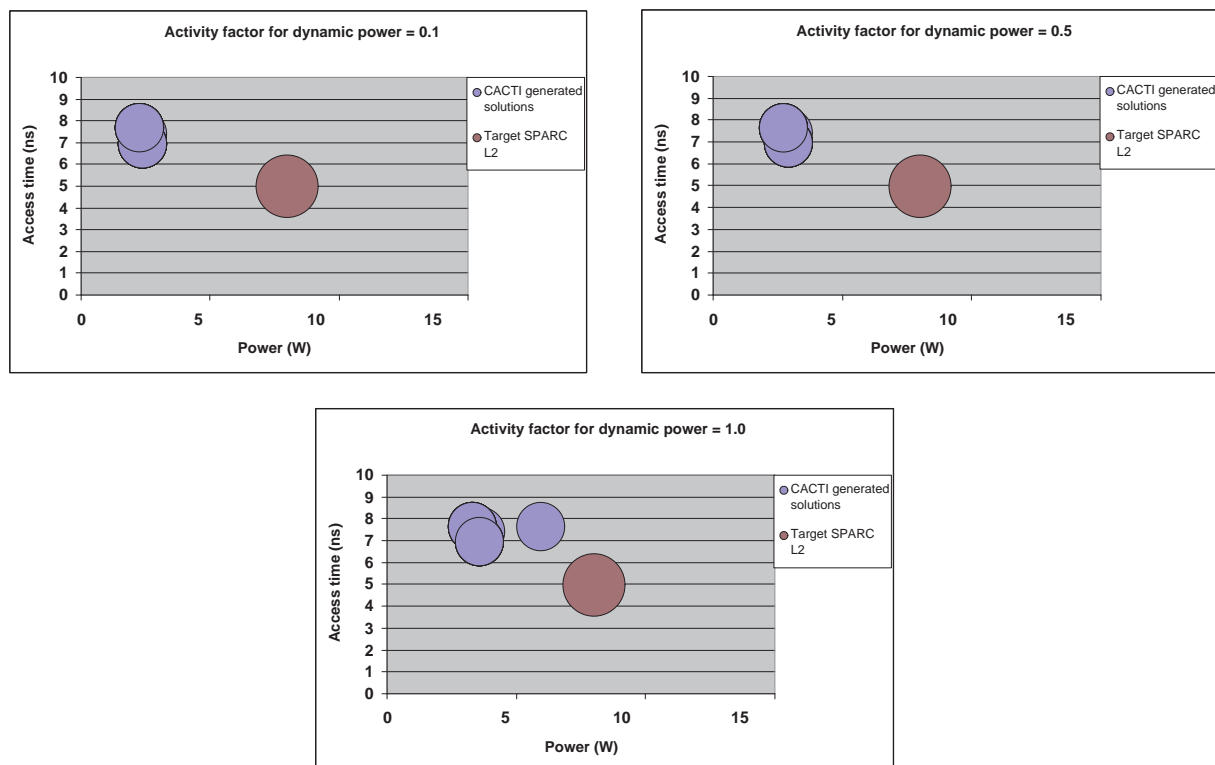 Activity factor for dynamic power = 0.1
10
9
8
7
6
5
4
3
2
1
0
Access time (ns)
0 5 10 15
Power (W)
CACTI generated
solutions
Target SPARC
L2
Activity factor for dynamic power = 0.5
10
9
8
7
6
5
4
3
2
1
0
Access time (ns)
0 5 10 15
Power (W)
CACTI generated
solutions
Target SPARC
L2
Activity factor for dynamic power = 1.0
10
9
8
7
6
5
4
3
2
1
0
Access time (ns)
0 5 10 15
Power (W)
CACTI generated
solutions
Target SPARC
L2